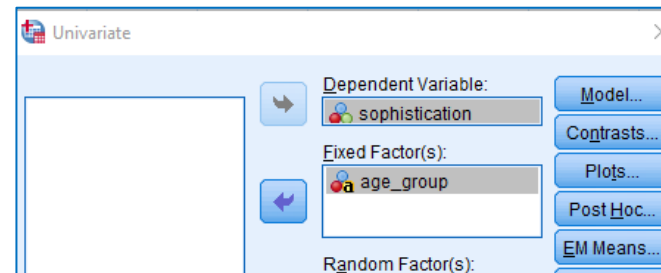 Univariate
Dependent Variable:
sophistication
Fixed Factor(s):
a age_group
Random Factor(s):
Model...
Contrasts...
Plots...
Post Hoc...
EM Means...